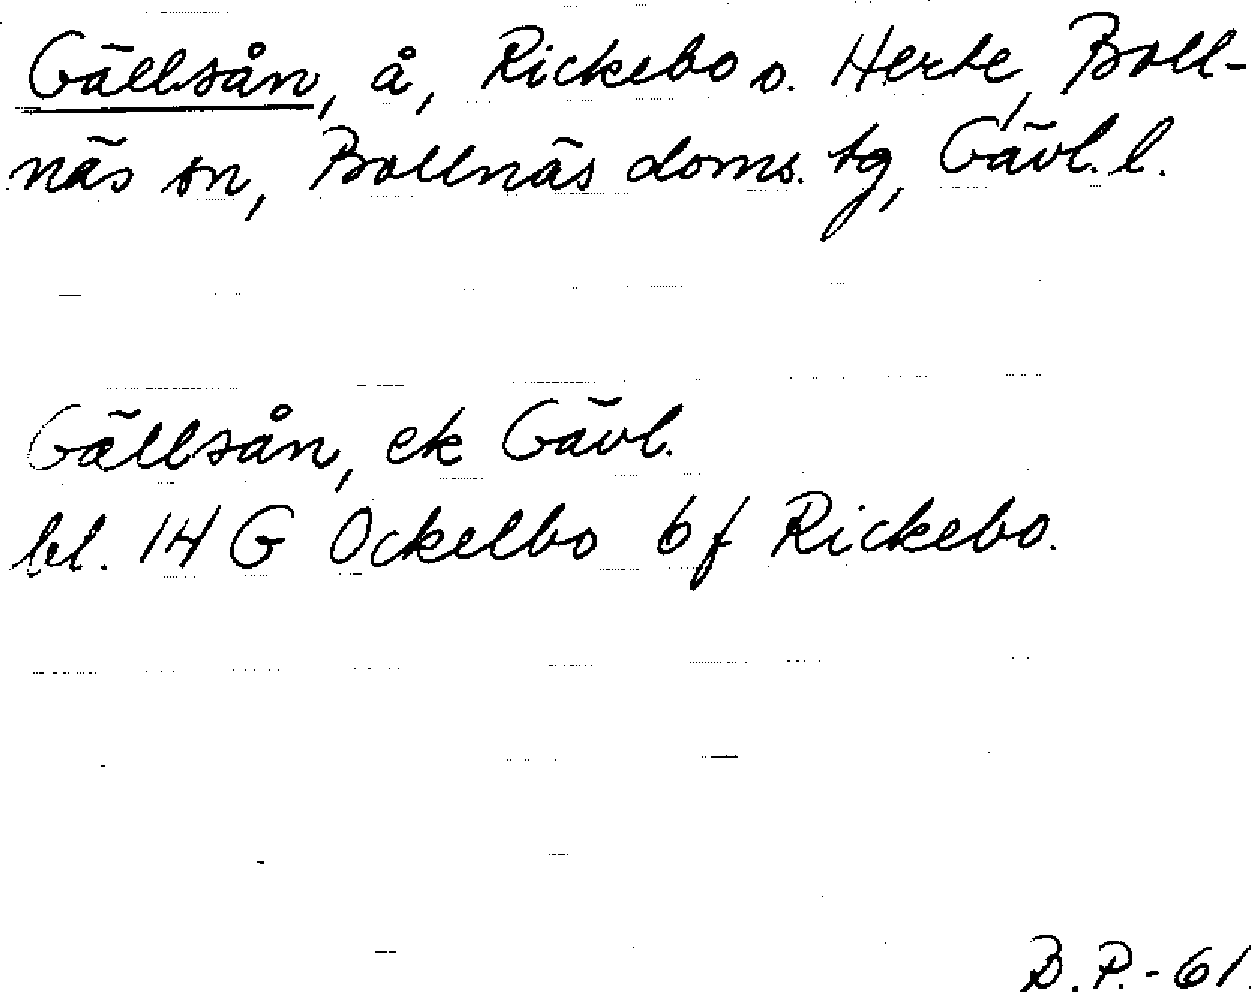 Gällsån, å, Rickebo o. Herte, Boll-
näs sn, Bollnäs doms. tg, Gävl. l.
Gällsån, ek Gävl.
bl. 14 G Ockelbo 6 f Rickebo.
B.P.-61